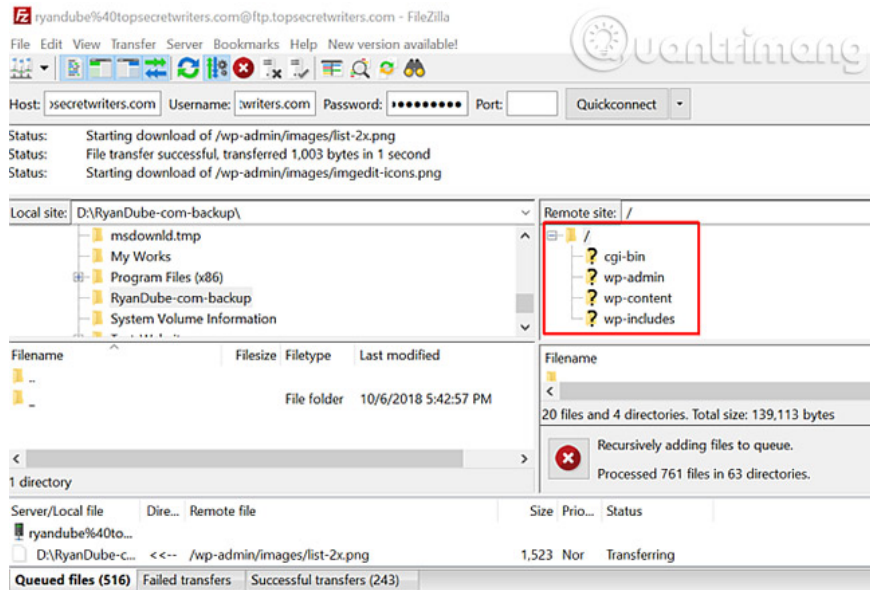 ryandube%40topsecretwriters.com@ftp.topsecretwriters.com - FileZilla
File Edit View Transfer Server Bookmarks Help New version available!
Quantrimang
Host: secretwriters.com Username: writers.com Password: ●●●●●●●●● Port: Quickconnect
Status: Starting download of /wp-admin/images/list-2x.png
Status: File transfer successful, transferred 1,003 bytes in 1 second
Status: Starting download of /wp-admin/images/imgedit-icons.png
Local site: D:\RyanDube-com-backup\
msdownld.tmp
My Works
Program Files (x86)
RyanDube-com-backup
System Volume Information
Remote site: /
/
cgi-bin
wp-admin
wp-content
wp-includes
Filename Filesize Filetype Last modified
..
_ File folder 10/6/2018 5:42:57 PM
1 directory
Filename
20 files and 4 directories. Total size: 139,113 bytes
Recursively adding files to queue.
Processed 761 files in 63 directories.
Server/Local file Dire... Remote file Size Prio... Status
ryandube%40to...
D:\RyanDube-c... <<-- /wp-admin/images/list-2x.png 1,523 Nor Transferring
Queued files (516) Failed transfers Successful transfers (243)